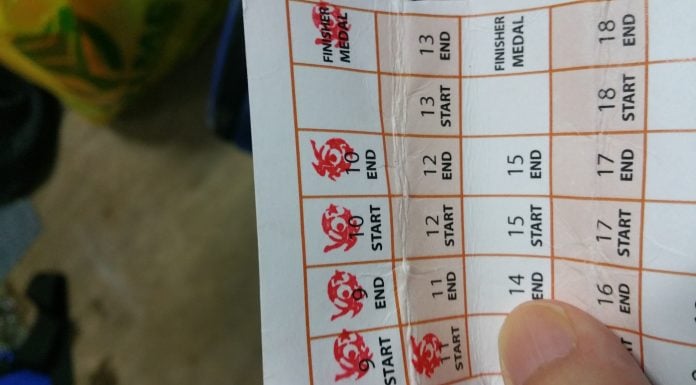 9
START
9
END
10
START
10
END
FINISHER
MEDAL
11
START
11
END
12
START
12
END
13
START
13
END
14
END
15
START
15
END
FINISHER
MEDAL
16
END
17
START
17
END
18
START
18
END